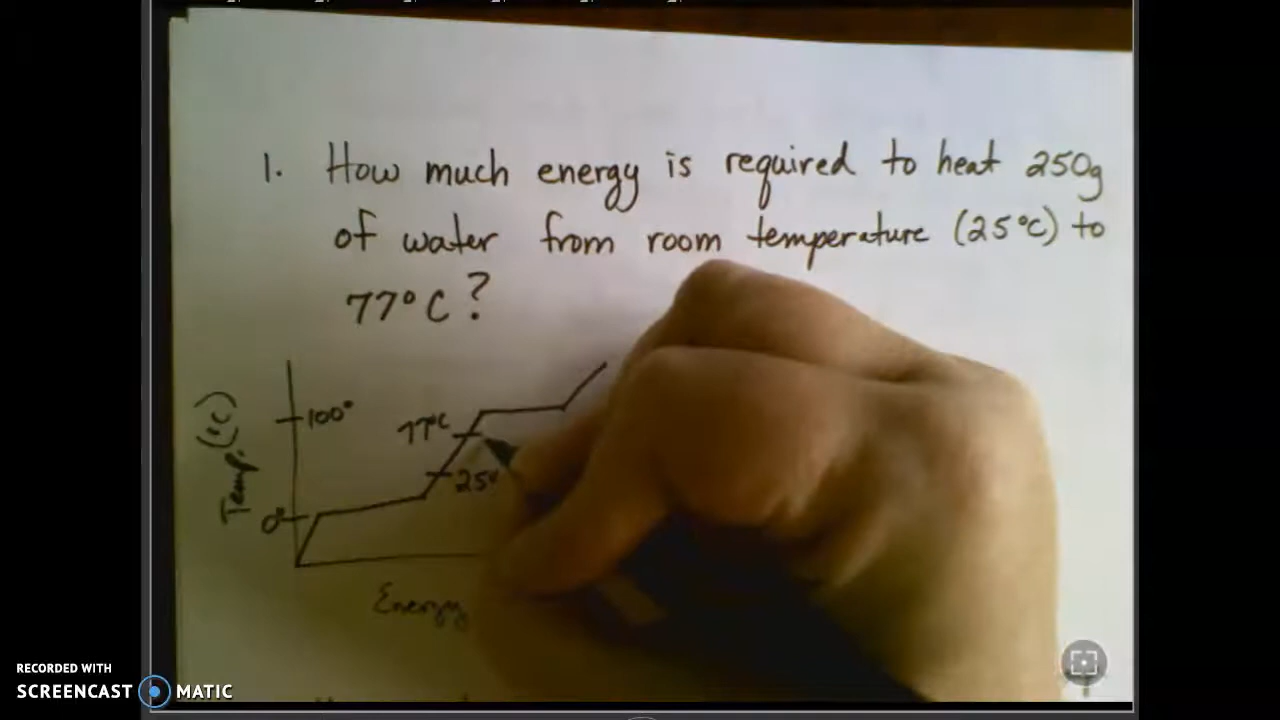 1. How much energy is required to heat 250g
of water from room temperature (25°C) to
77°C?
Temp. (°C)
100°
77°C
25°
0°
Energy
RECORDED WITH
SCREENCAST MATIC